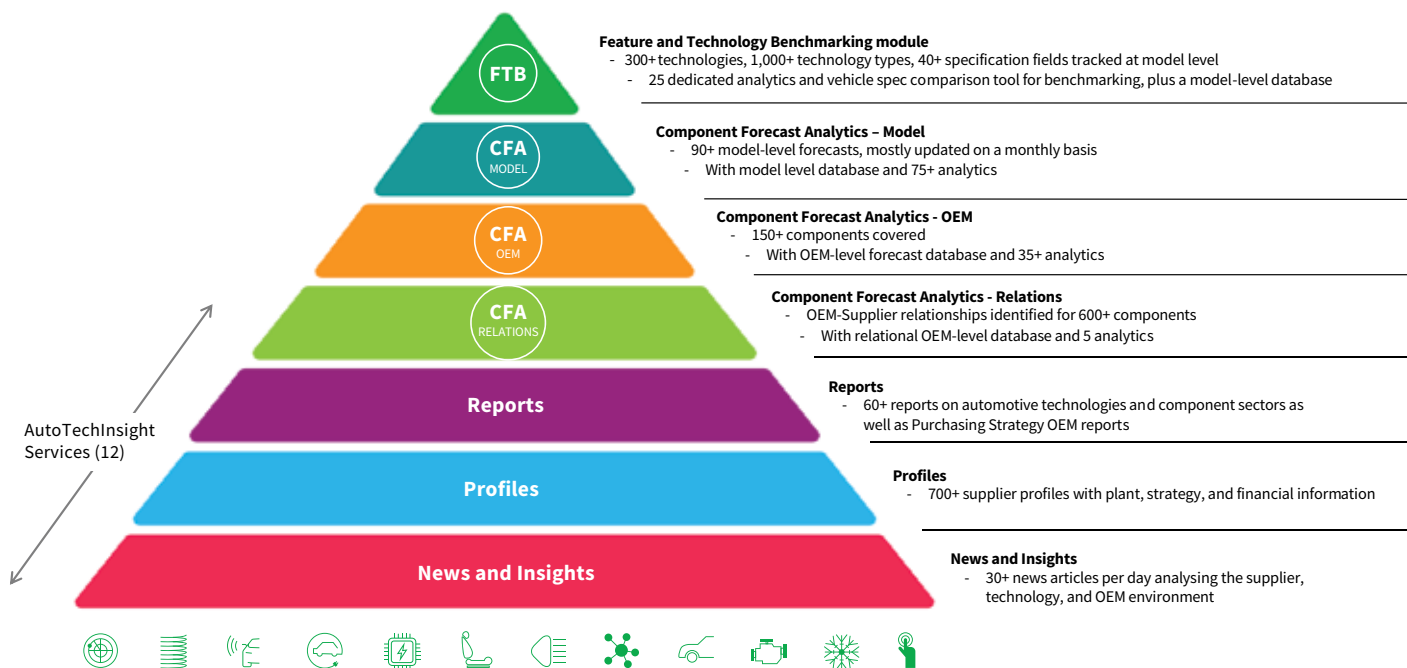 FTB
Feature and Technology Benchmarking module
- 300+ technologies, 1,000+ technology types, 40+ specification fields tracked at model level
- 25 dedicated analytics and vehicle spec comparison tool for benchmarking, plus a model-level database
CFA
MODEL
Component Forecast Analytics – Model
- 90+ model-level forecasts, mostly updated on a monthly basis
- With model level database and 75+ analytics
CFA
OEM
Component Forecast Analytics - OEM
- 150+ components covered
- With OEM-level forecast database and 35+ analytics
CFA
RELATIONS
Component Forecast Analytics - Relations
- OEM-Supplier relationships identified for 600+ components
- With relational OEM-level database and 5 analytics
Reports
Reports
- 60+ reports on automotive technologies and component sectors as
well as Purchasing Strategy OEM reports
AutoTechInsight
Services (12)
Profiles
Profiles
- 700+ supplier profiles with plant, strategy, and financial information
News and Insights
News and Insights
- 30+ news articles per day analysing the supplier,
technology, and OEM environment